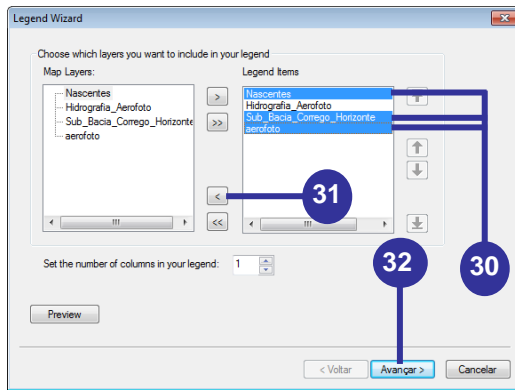 Legend Wizard
Choose which layers you want to include in your legend
Map Layers:
Legend Items
Nascentes
Hidrografia_Aerofoto
Sub_Bacia_Corrego_Horizonte
aerofoto
>
>>
<
<<
Nascentes
Hidrografia_Aerofoto
Sub_Bacia_Corrego_Horizonte
aerofoto
31
30
32
Set the number of columns in your legend:
1
Preview
< Voltar
Avançar >
Cancelar